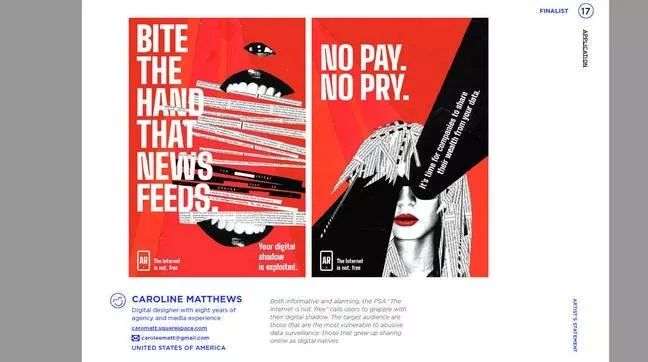 FINALIST
17
APPLICATION
BITE
THE
HAND
THAT
NEWS
FEEDS.
Your digital
shadow
is exploited.
AR
The Internet
is not. free
NO PAY.
NO PRY.
It's time for companies to share
their wealth from your data.
AR
The Internet
is not. free
CAROLINE MATTHEWS
Digital designer with eight years of
agency and media experience
caromatt.squarespace.com
caroleematt@gmail.com
UNITED STATES OF AMERICA
Both informative and alarming, the PSA "The
Internet is not. free" calls users to grapple with
their digital shadow. The target audience are
those that are the most vulnerable to abusive
data surveillance: those that grew up sharing
online as digital natives.
ARTIST'S STATEMENT